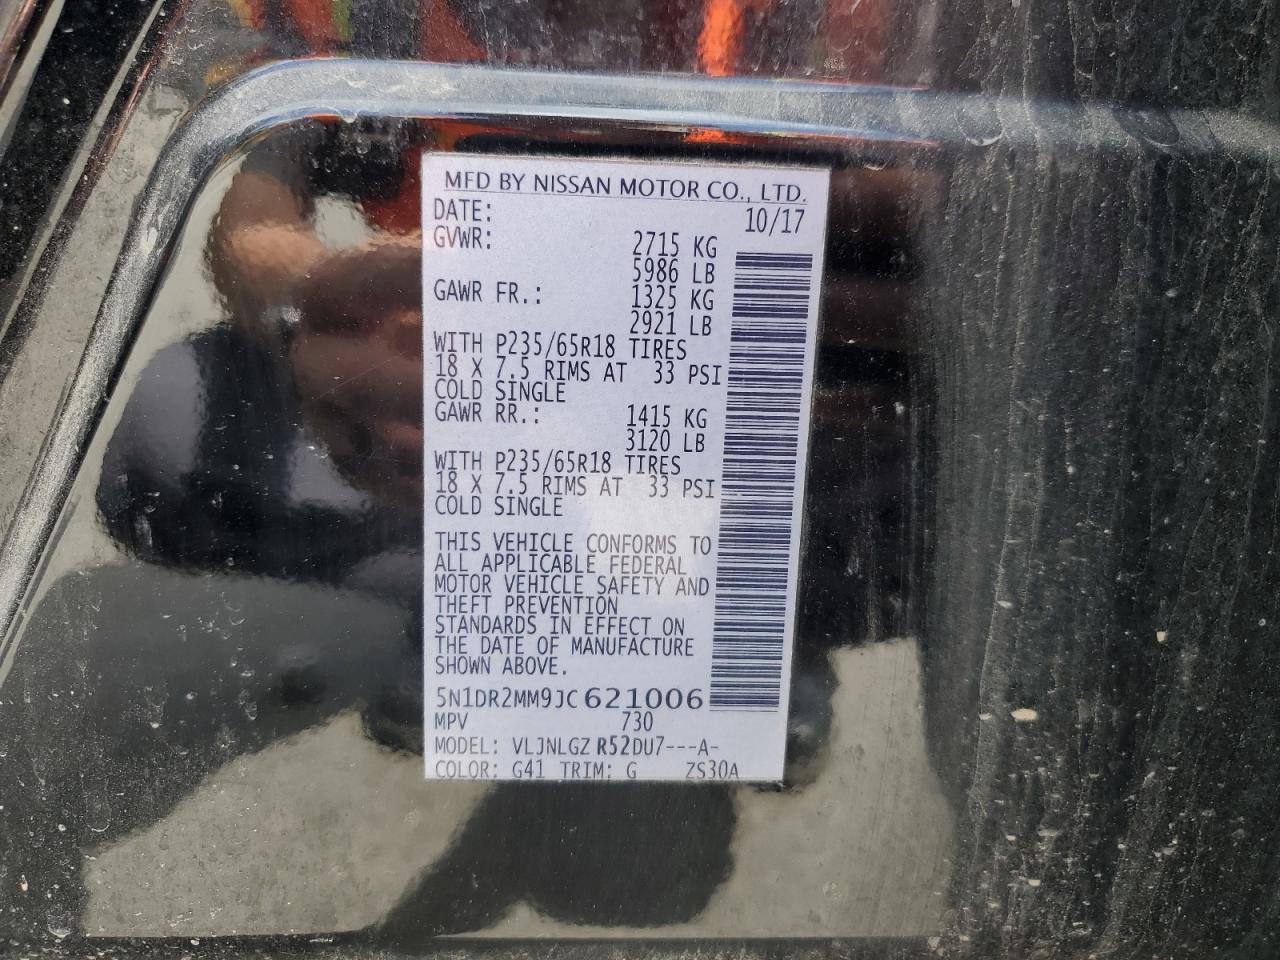 MFD BY NISSAN MOTOR CO., LTD.
DATE: 10/17
GVWR: 2715 KG
5986 LB
GAWR FR.: 1325 KG
2921 LB
WITH P235/65R18 TIRES
18 X 7.5 RIMS AT 33 PSI
COLD SINGLE
GAWR RR.: 1415 KG
3120 LB
WITH P235/65R18 TIRES
18 X 7.5 RIMS AT 33 PSI
COLD SINGLE
THIS VEHICLE CONFORMS TO
ALL APPLICABLE FEDERAL
MOTOR VEHICLE SAFETY AND
THEFT PREVENTION
STANDARDS IN EFFECT ON
THE DATE OF MANUFACTURE
SHOWN ABOVE.
5N1DR2MM9JC621006
MPV 730
MODEL: VLJNLGZ R52DU7---A-
COLOR: G41 TRIM: G ZS30A